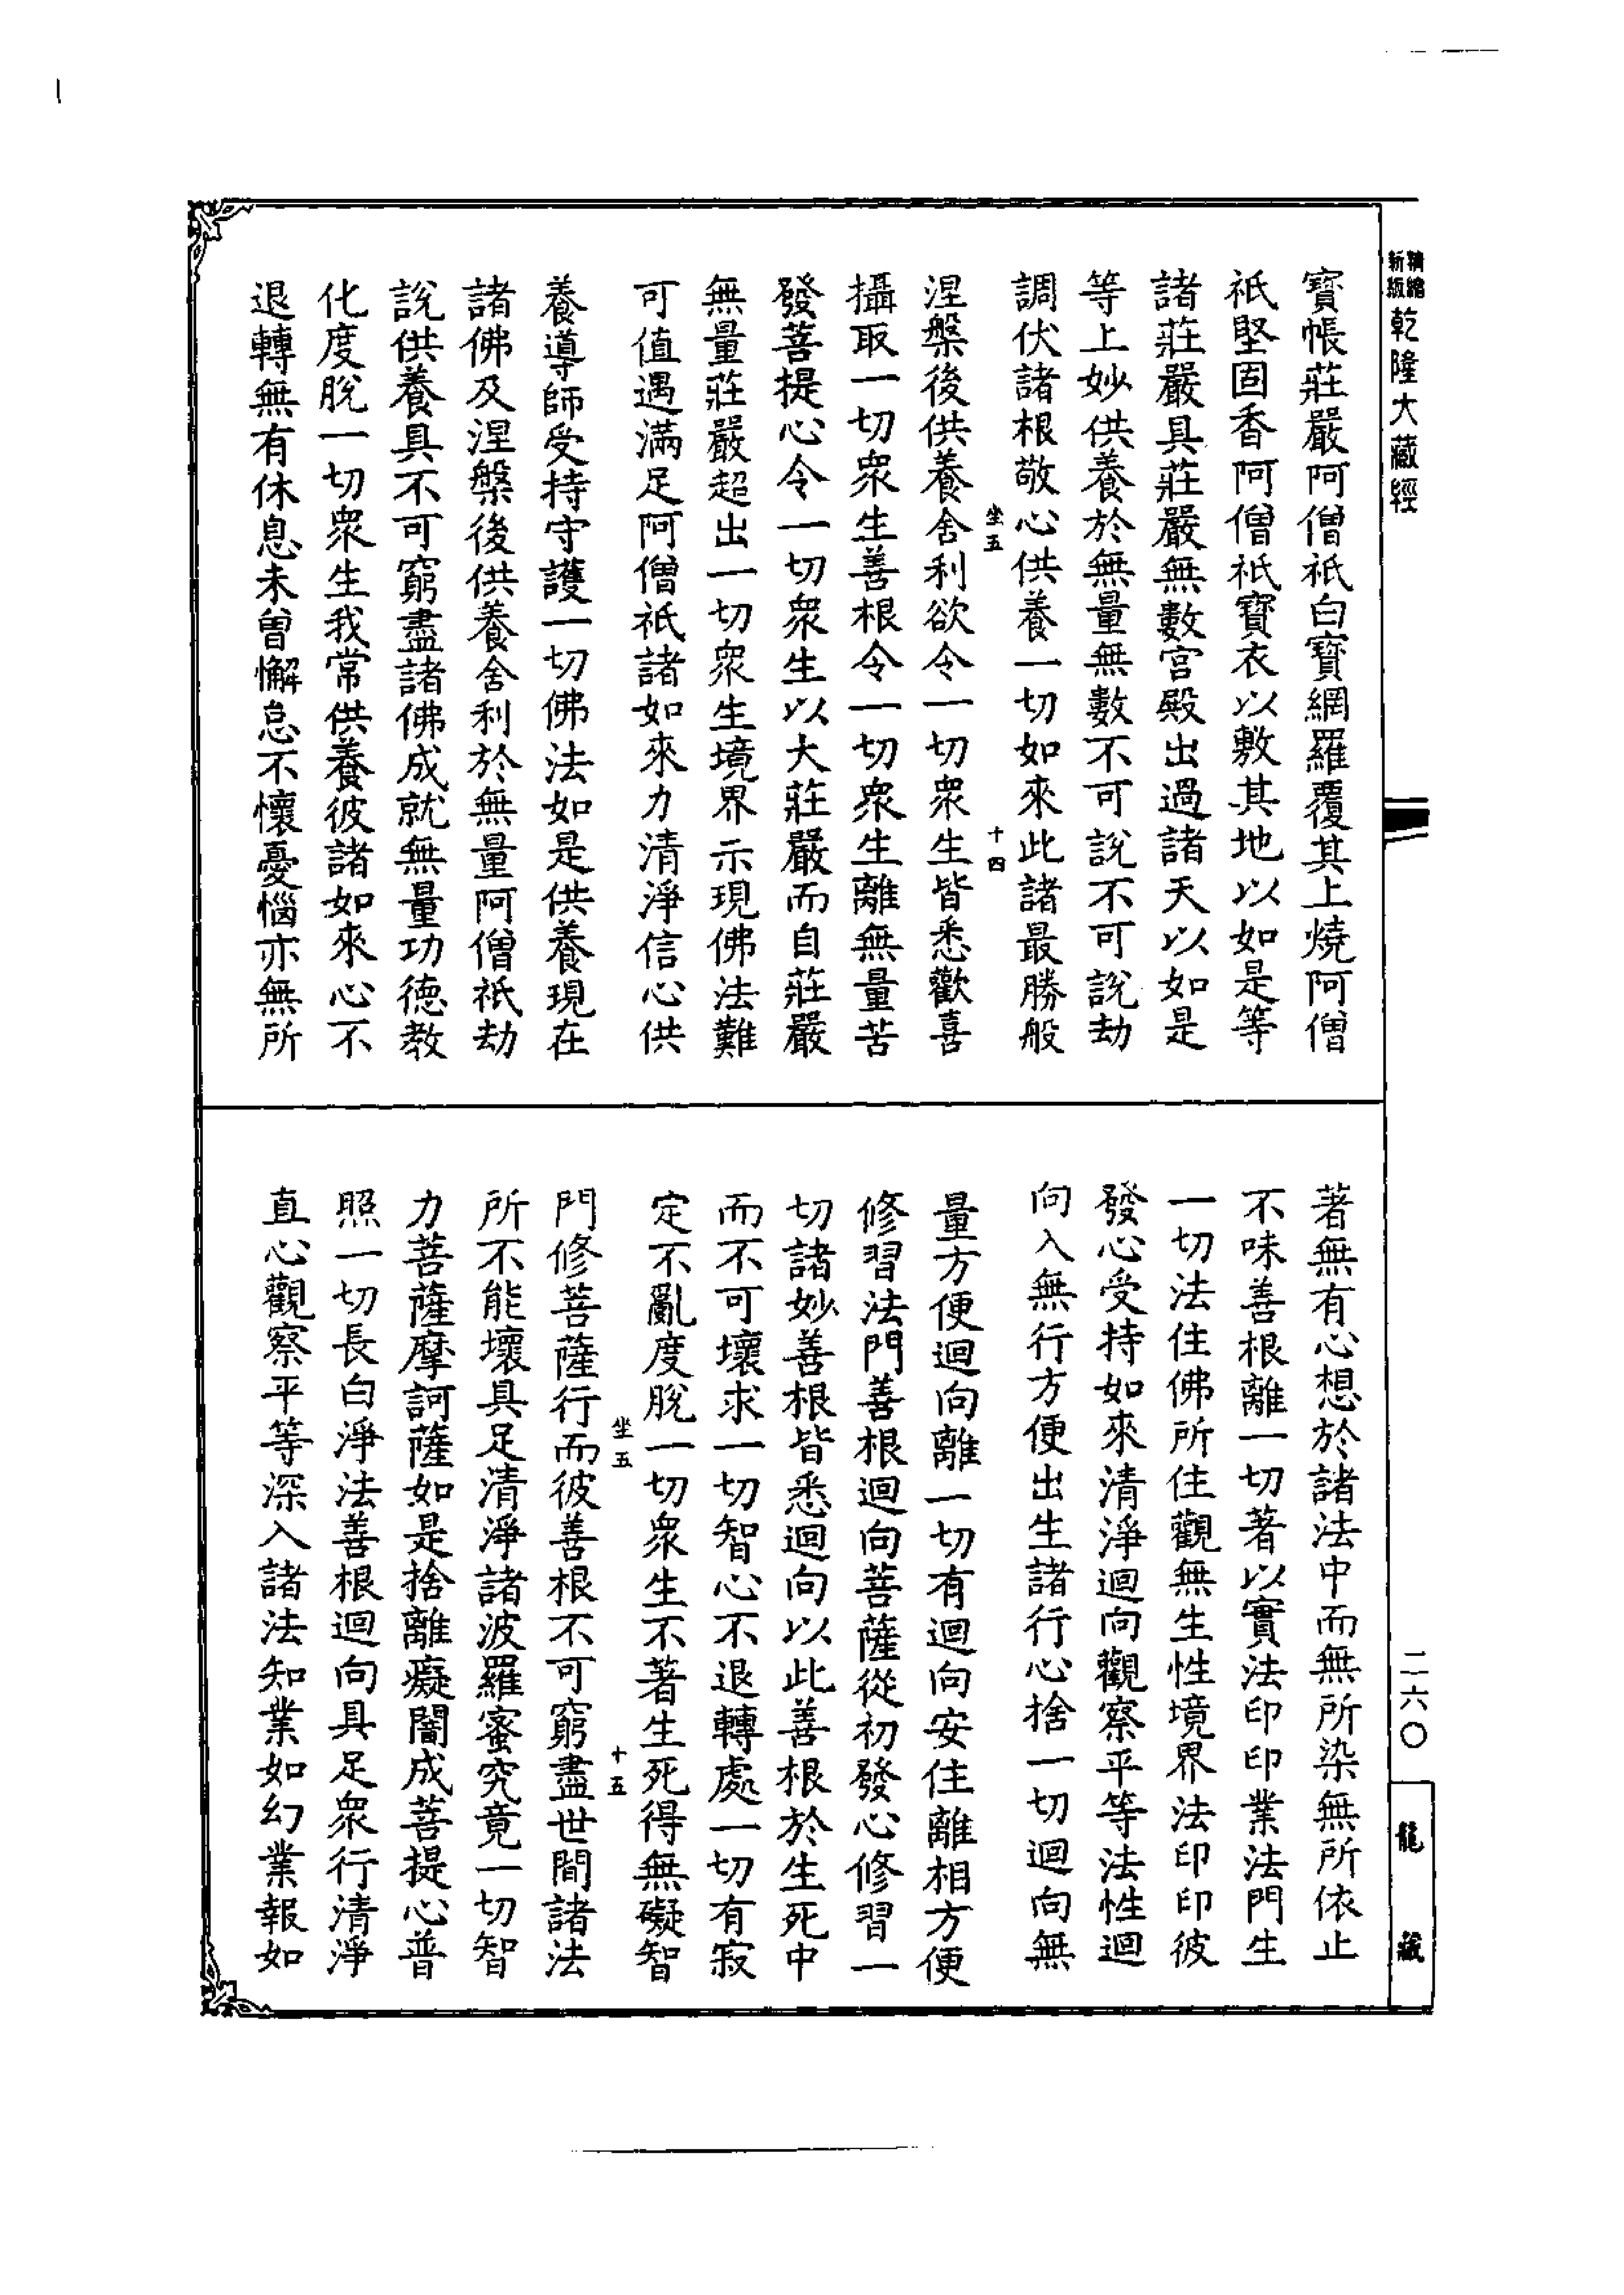 精縮新版乾隆大藏經
寶帳莊嚴阿僧祇白寶網羅覆其上燒阿僧
祇堅固香阿僧祇寶衣以敷其地以如是等
諸莊嚴具莊嚴無數宮殿出過諸天以如是
等上妙供養於無量無數不可說不可說劫
調伏諸根敬心供養一切如來此諸最勝般
坐五
十四
涅槃後供養舍利欲令一切衆生皆悉歡喜
攝取一切衆生善根令一切衆生離無量苦
發菩提心令一切衆生以大莊嚴而自莊嚴
無量莊嚴超出一切衆生境界示現佛法難
可值遇滿足阿僧祇諸如來力清淨信心供
養導師受持守護一切佛法如是供養現在
諸佛及涅槃後供養舍利於無量阿僧祇劫
說供養具不可窮盡諸佛成就無量功德教
化度脫一切衆生我常供養彼諸如來心不
退轉無有休息未曾懈怠不懷憂惱亦無所
著無有心想於諸法中而無所染無所依止
不味善根離一切著以實法印印業法門生
一切法住佛所住觀無生性境界法印印彼
發心受持如來清淨迴向觀察平等法性迴
向入無行方便出生諸行心捨一切迴向無
量方便迴向離一切有迴向安住離相方便
修習法門善根迴向菩薩從初發心修習一
切諸妙善根皆悉迴向以此善根於生死中
而不可壞求一切智心不退轉處一切有寂
定不亂度脫一切衆生不著生死得無礙智
坐五
十五
門修菩薩行而彼善根不可窮盡世間諸法
所不能壞具足清淨諸波羅蜜究竟一切智
力菩薩摩訶薩如是捨離癡闇成菩提心普
照一切長白淨法善根迴向具足衆行清淨
直心觀察平等深入諸法知業如幻業報如
二六〇
龍藏